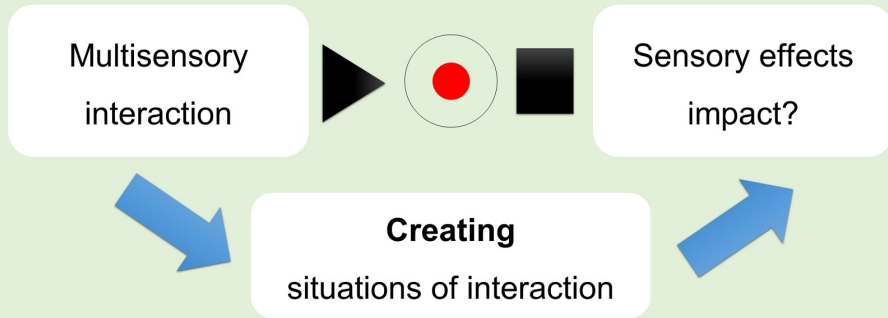 Multisensory
interaction
Sensory effects
impact?
Creating
situations of interaction